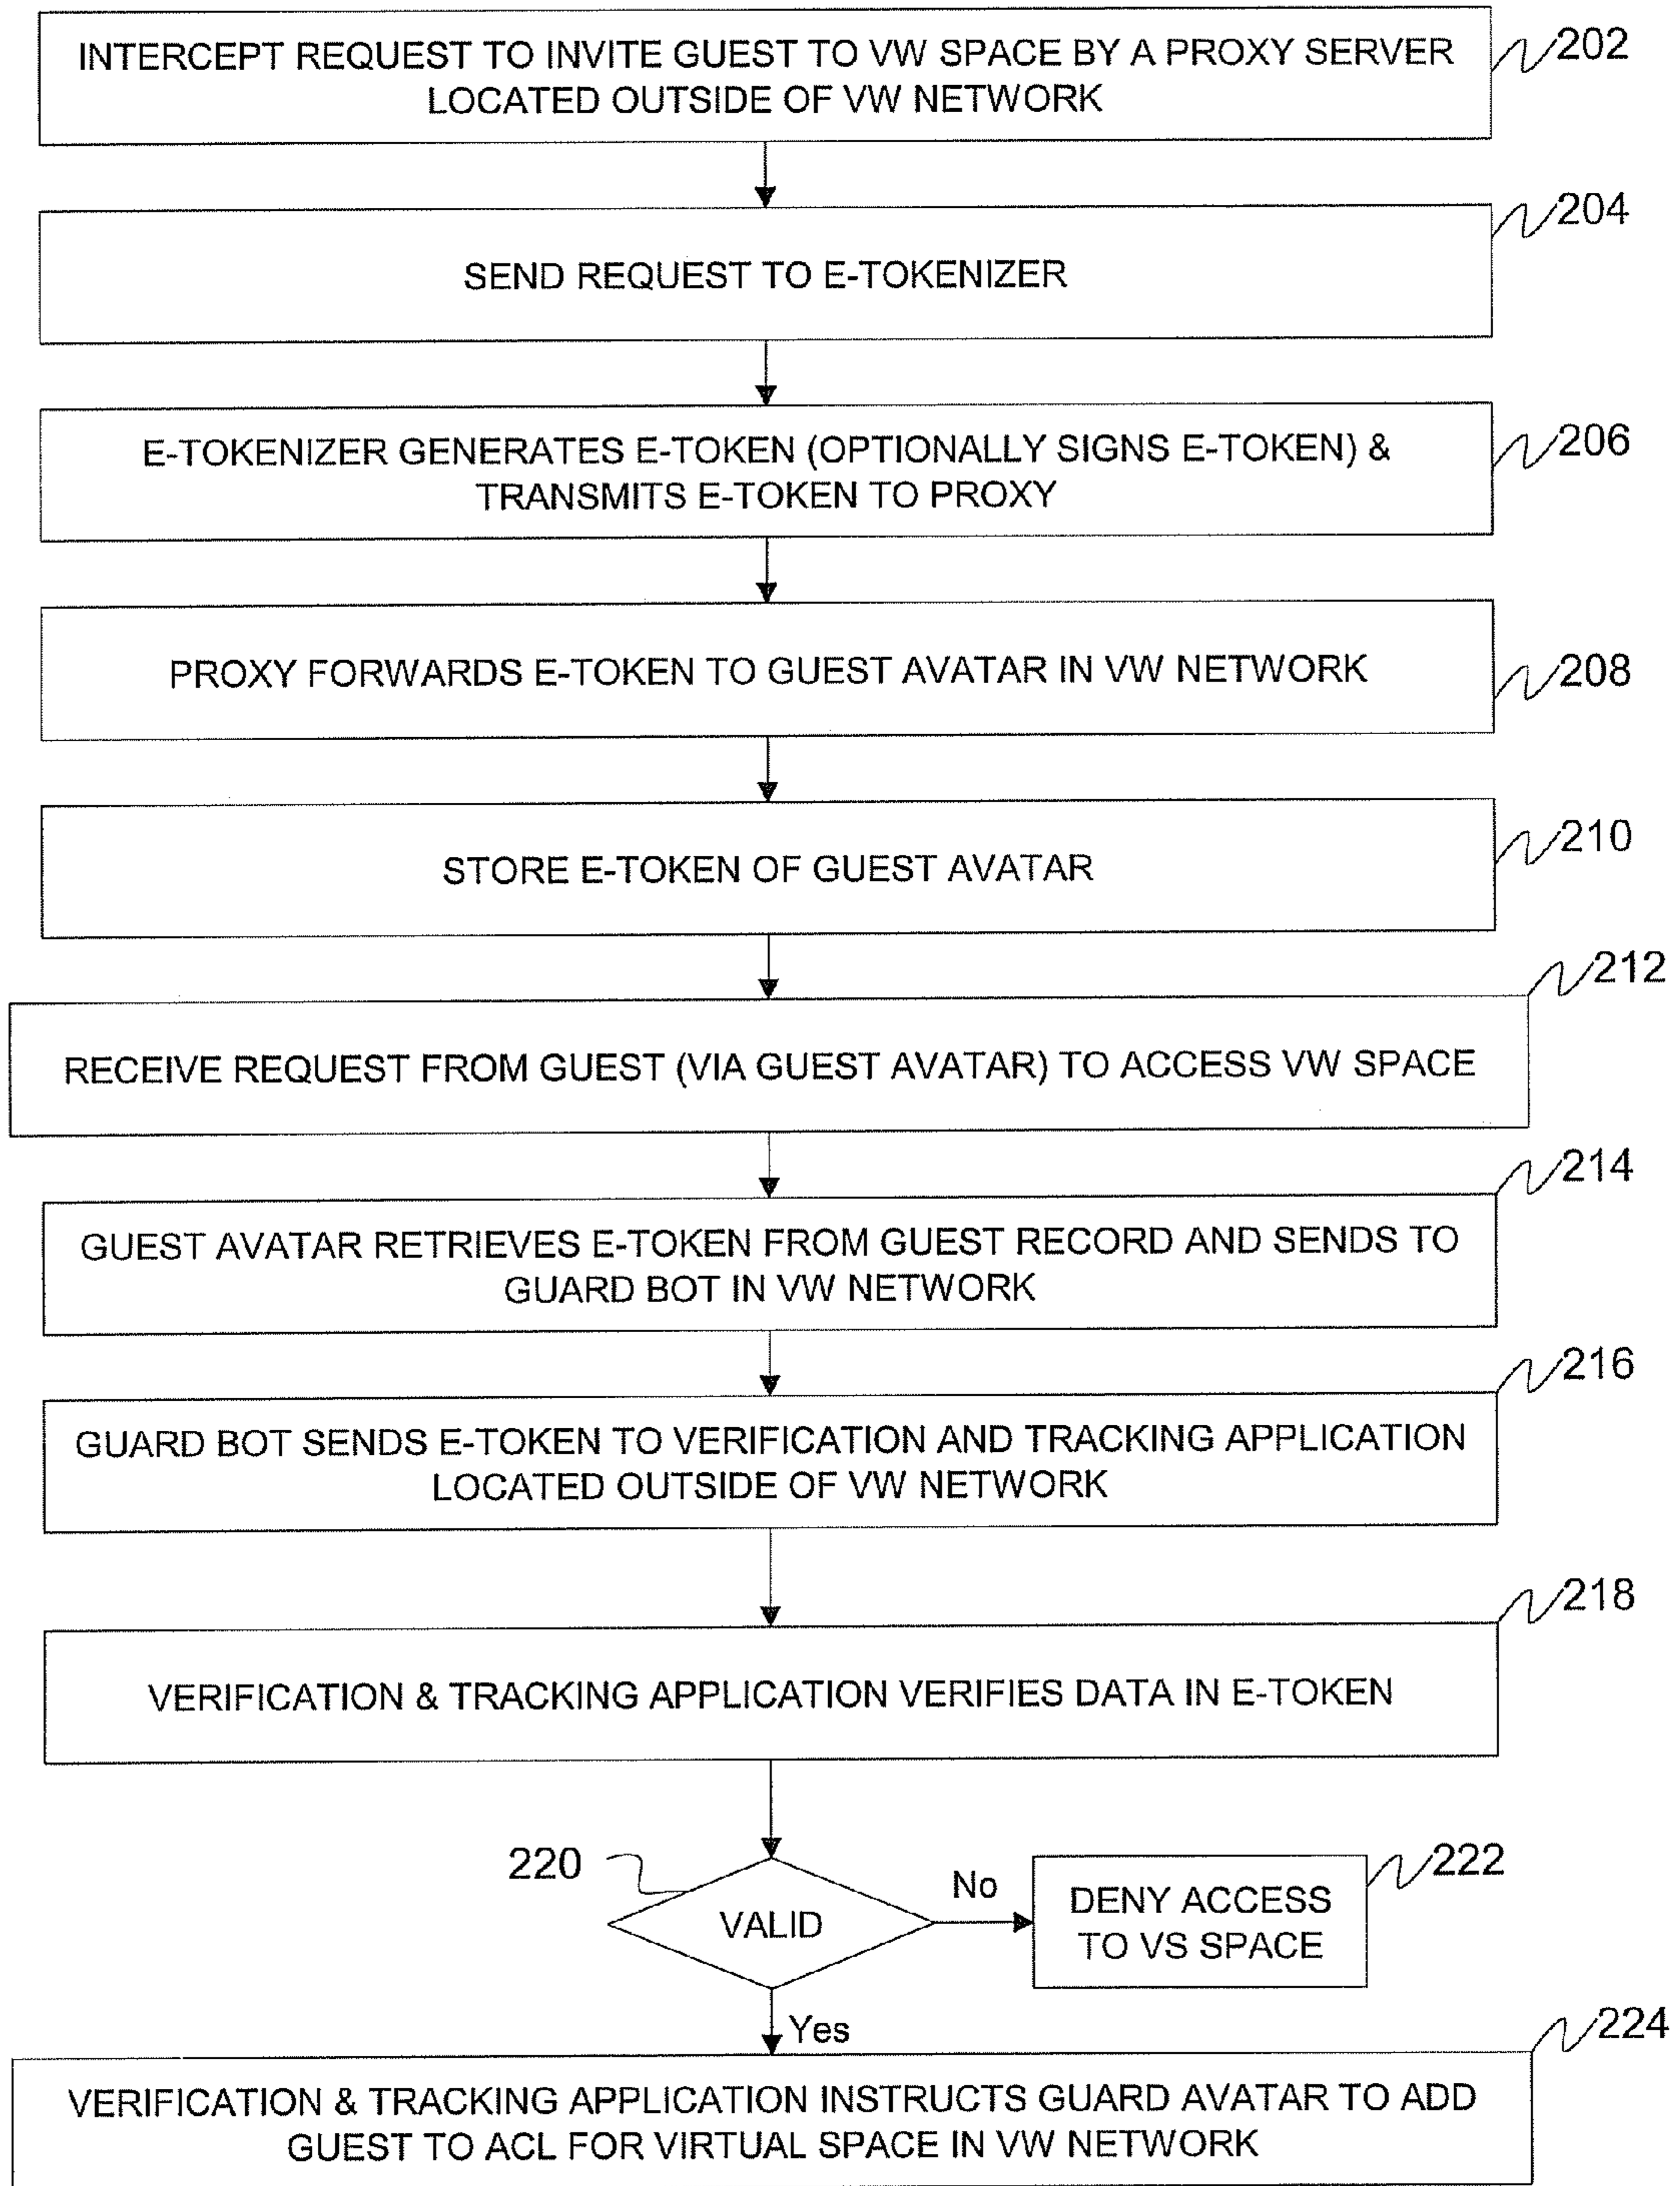 INTERCEPT REQUEST TO INVITE GUEST TO VW SPACE BY A PROXY SERVER
LOCATED OUTSIDE OF VW NETWORK
202
204
SEND REQUEST TO E-TOKENIZER
E-TOKENIZER GENERATES E-TOKEN (OPTIONALLY SIGNS E-TOKEN) &
TRANSMITS E-TOKEN TO PROXY
206
PROXY FORWARDS E-TOKEN TO GUEST AVATAR IN VW NETWORK
208
STORE E-TOKEN OF GUEST AVATAR
210
212
RECEIVE REQUEST FROM GUEST (VIA GUEST AVATAR) TO ACCESS VW SPACE
214
GUEST AVATAR RETRIEVES E-TOKEN FROM GUEST RECORD AND SENDS TO
GUARD BOT IN VW NETWORK
216
GUARD BOT SENDS E-TOKEN TO VERIFICATION AND TRACKING APPLICATION
LOCATED OUTSIDE OF VW NETWORK
218
VERIFICATION & TRACKING APPLICATION VERIFIES DATA IN E-TOKEN
220
VALID
No
222
DENY ACCESS
TO VS SPACE
Yes
224
VERIFICATION & TRACKING APPLICATION INSTRUCTS GUARD AVATAR TO ADD
GUEST TO ACL FOR VIRTUAL SPACE IN VW NETWORK